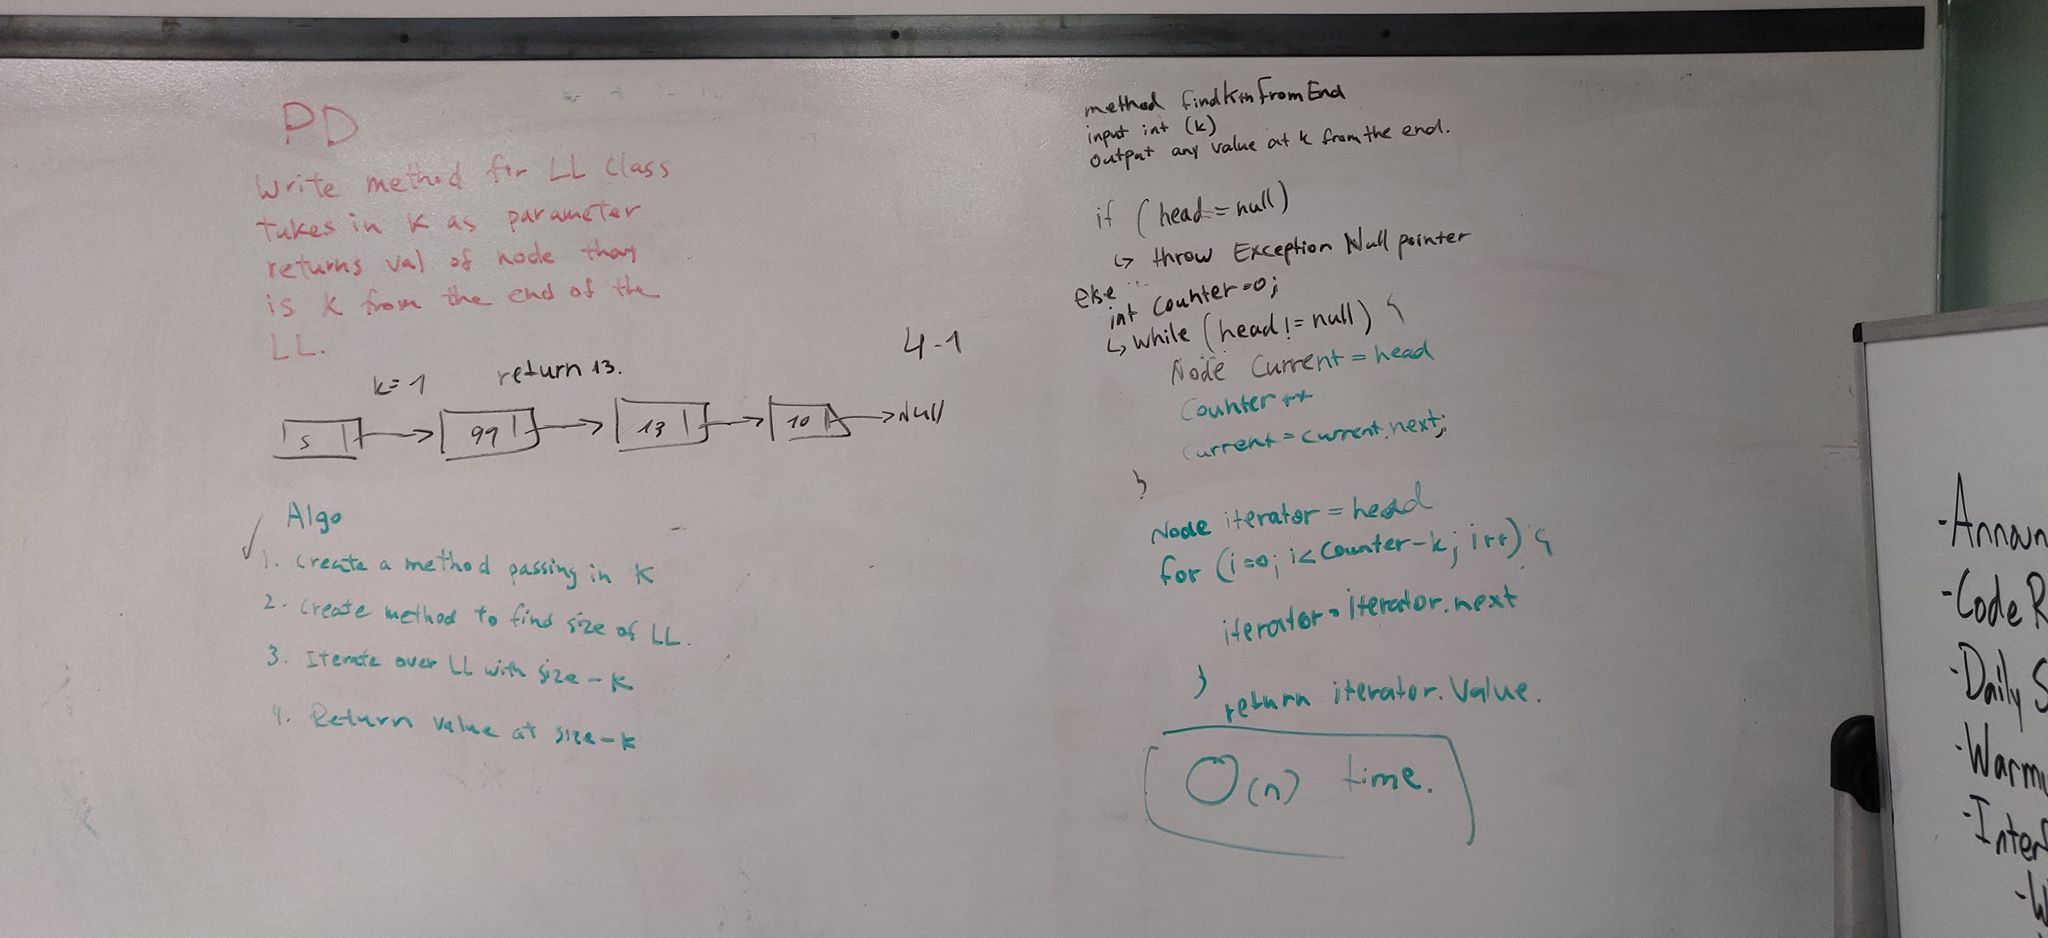 PD
Write method for LL Class
takes in K as parameter
returns val of node than
is K from the end of the
LL.
4-1
k=1 return 13.
5 99 13 10 Null
Algo
1. Create a method passing in K
2. Create method to find size of LL.
3. Iterate over LL with size-K
4. Return value at size-k
method findKthFromEnd
input int (k)
output any value at k from the end.
if (head = null)
↳ throw Exception Null pointer
else
int Counter=0;
↳ while (head != null) {
Node Current = head
Counter ++
Current = current.next;
}
Node iterator = head
for (i=0; i<Counter-k; i++) {
iterator = iterator.next
}
return iterator.Value.
O(n) time.
-Announ
-Code R
-Daily S
-Warmu
-Interf
-W